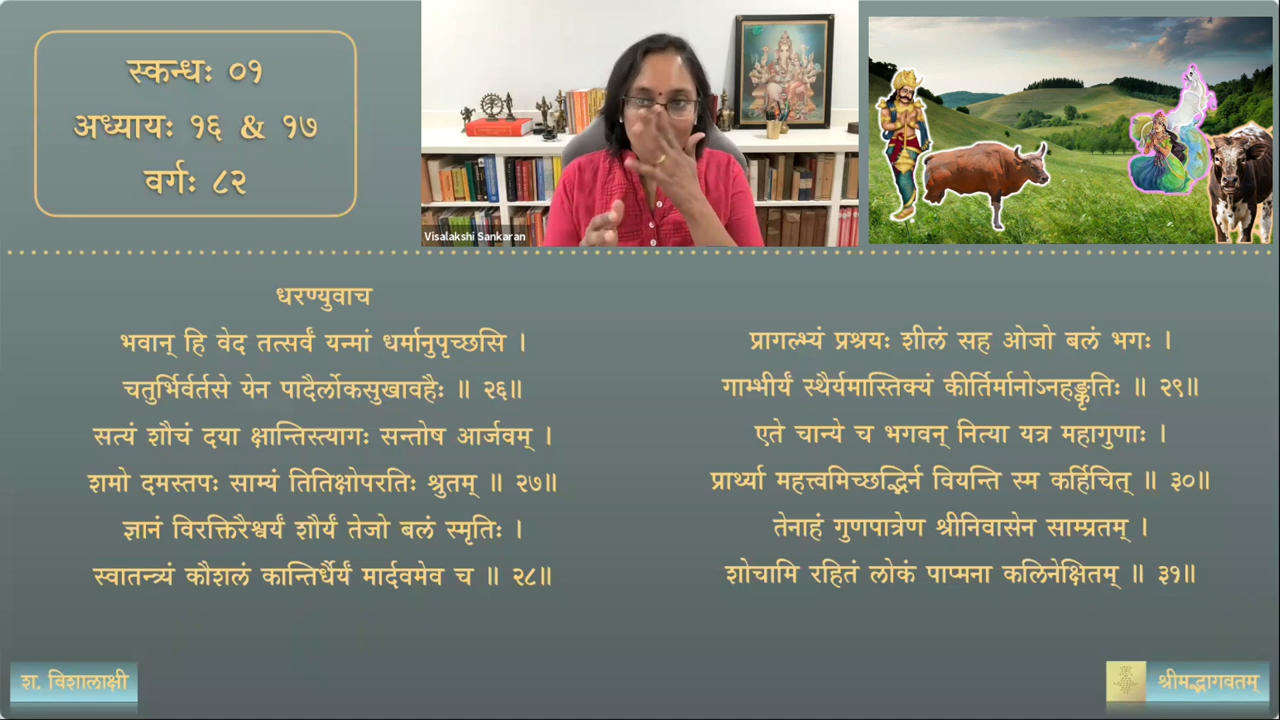 स्कन्धः ०१
अध्यायः १६ & १७
वर्गः ८२
Visalakshi Sankaran
धरण्युवाच
भवान् हि वेद तत्सर्वं यन्मां धर्मानुपृच्छसि ।
चतुर्भिर्वर्तसे येन पादैर्लोकसुखावहैः ॥ २६॥
सत्यं शौचं दया क्षान्तिस्त्यागः सन्तोष आर्जवम् ।
शमो दमस्तपः साम्यं तितिक्षोपरतिः श्रुतम् ॥ २७॥
ज्ञानं विरक्तिरैश्वर्यं शौर्यं तेजो बलं स्मृतिः ।
स्वातन्त्र्यं कौशलं कान्तिर्धैर्यं मार्दवमेव च ॥ २८॥
प्रागल्भ्यं प्रश्रयः शीलं सह ओजो बलं भगः ।
गाम्भीर्यं स्थैर्यमास्तिक्यं कीर्तिर्मानोऽनहङ्कृतिः ॥ २९॥
एते चान्ये च भगवन् नित्या यत्र महागुणाः ।
प्रार्थ्या महत्त्वमिच्छद्भिर्न वियन्ति स्म कर्हिचित् ॥ ३०॥
तेनाहं गुणपात्रेण श्रीनिवासेन साम्प्रतम् ।
शोचामि रहितं लोकं पाप्मना कलिनेक्षितम् ॥ ३१॥
श. विशालाक्षी
श्रीमद्भागवतम्